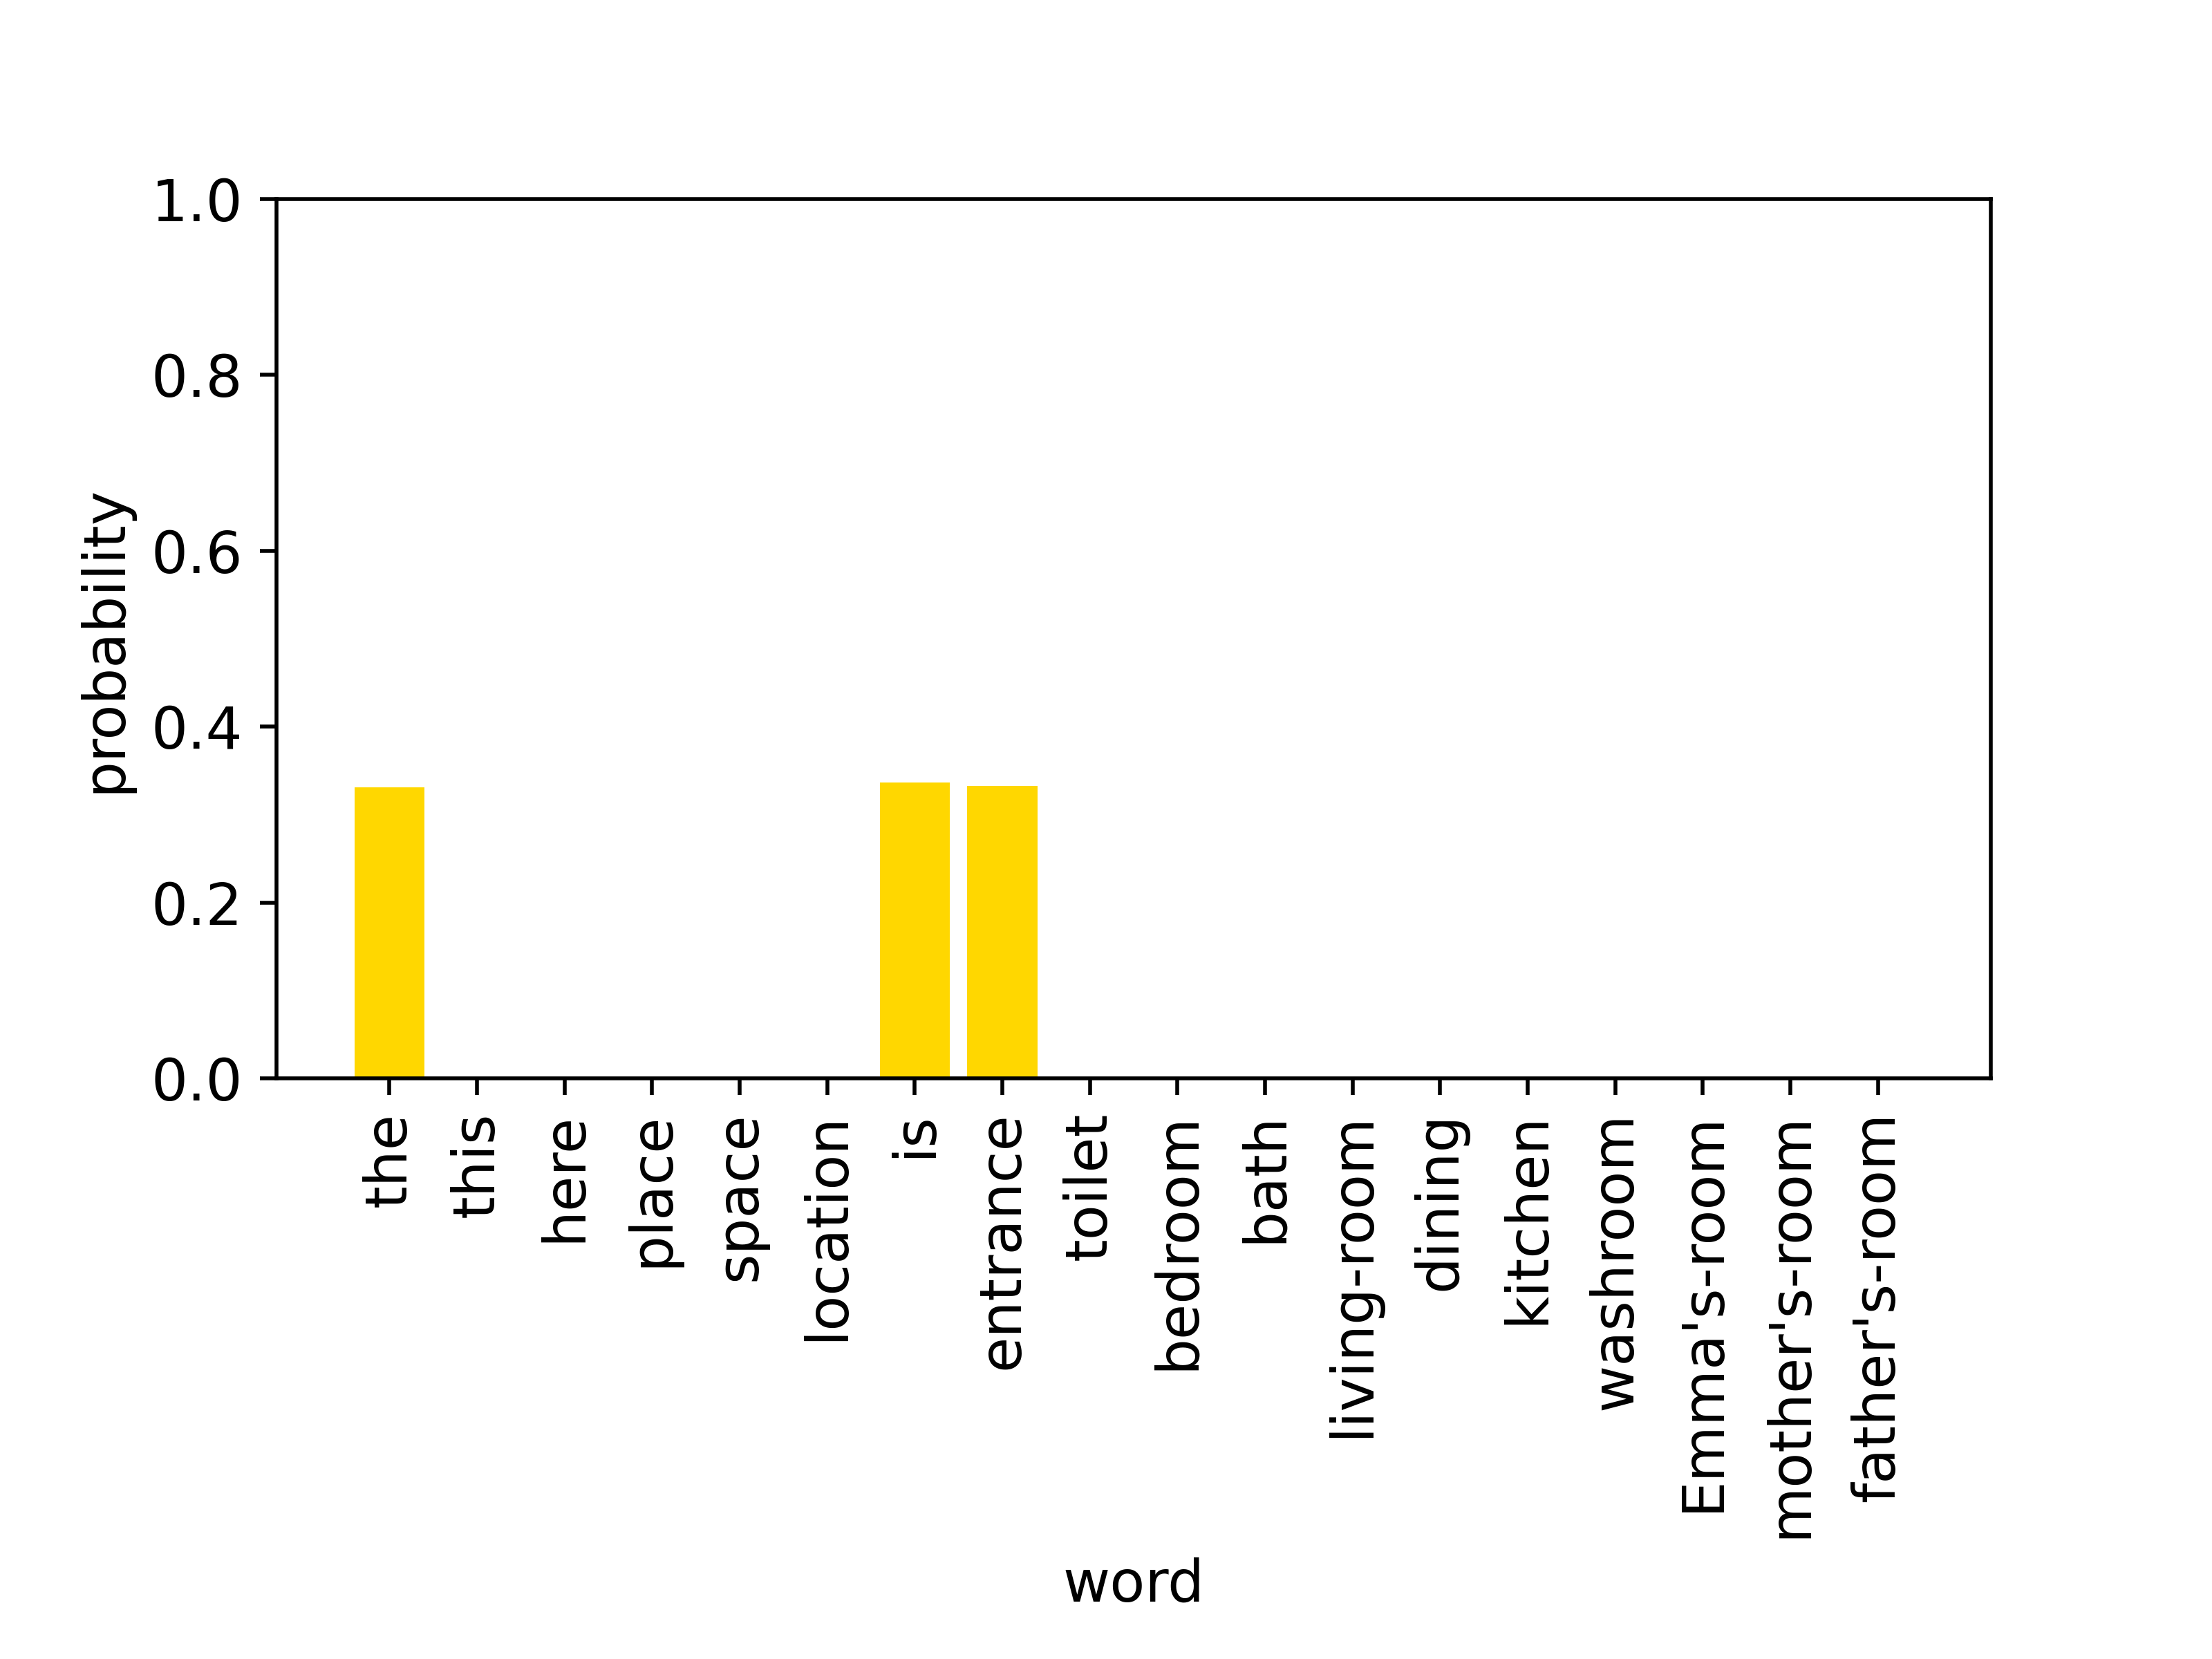 1.0
0.8
0.6
0.4
0.2
0.0
probability
the
this
here
place
space
location
is
entrance
toilet
bedroom
bath
living-room
dining
kitchen
washroom
Emma's-room
mother's-room
father's-room
word